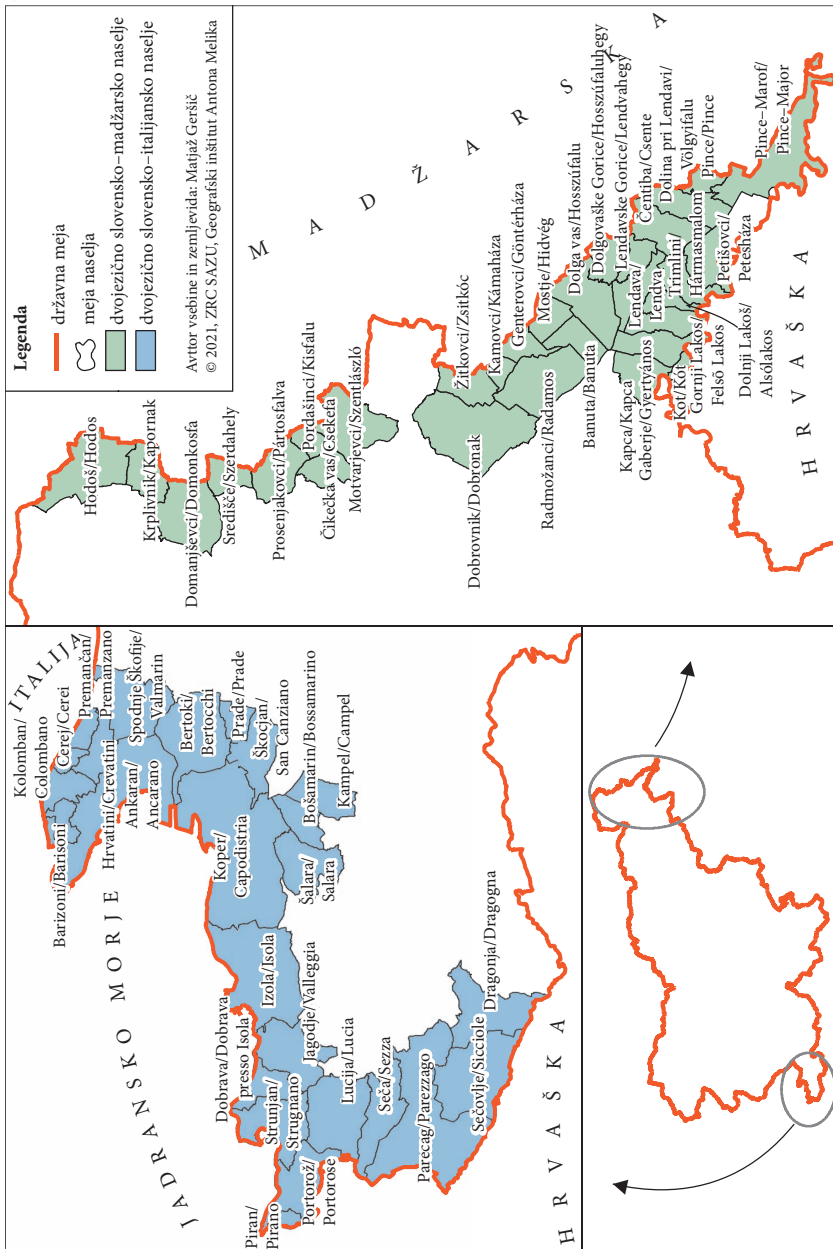 Legenda
državna meja
meja naselja
dvojezično slovensko–madžarsko naselje
dvojezično slovensko–italijansko naselje
Avttor vsebine in zemljevida: Matjaž Geršič
© 2021, ZRC SAZU, Geografski inštitut Antona Melika
MADŽARSKA
Hodoš/Hodos
Krplivnik/Kapornak
Domanjševci/Domonkosfa
Središče/Szerdahely
Prosenjakovci/Pártosfalva
Pordašinci/Kisfalu
Čikečka vas/Csekefa
Motvarjevci/Szentlászló
Žitkovci/Zsitkóc
Kamovci/Kámaháza
Dobrovnik/Dobronak
Genterovci/Göntérháza
Mostje/Hidvég
Radmožanci/Radamos
Dolga vas/Hosszúfalu
Dolgovaške Gorice/Hosszúfaluhegy
Banuta/Banuta
Lendavske Gorice/Lendvahegy
Kapca/Kapca
Gaberje/Gyertyános
Lendava/
Lendva
Čentiba/Csente
Dolina pri Lendavi/
Völgyifalu
Kot/Kót
Trimlini/
Hármasmálom
Pince/Pince
Gornji Lakoš/
Felsö Lakos
Petišovci/
Petesháza
Dolnji Lakoš/
Alsólakos
Pince–Marof/
Pince–Major
HRVAŠKA
ITALIJA
Kolomban/
Colombano
Cerej/Cerei
Premančan/
Premanzano
Barizoni/Barisoni
Hrvatini/Crevatini
Spodnje Škofije/
Valmarin
Ankaran/
Ancarano
Bertoki/
Bertocchi
Prade/Prade
Škocjan/
San Canziano
JADRANSKO MORJE
Koper/
Capodistria
Bošamarin/Bossamarino
Kampel/Campel
Šalara/
Salara
Izola/Isola
Dobrava/Dobrava
presso Isola
Jagodje/Valleggia
Strunjan/
Strugnano
Piran/
Pirano
Portorož/
Portorose
Lucija/Lucia
Seča/Sezza
Parecag/Parezzago
Sečovlje/Sicciole
Dragonja/Dragogna
HRVAŠKA